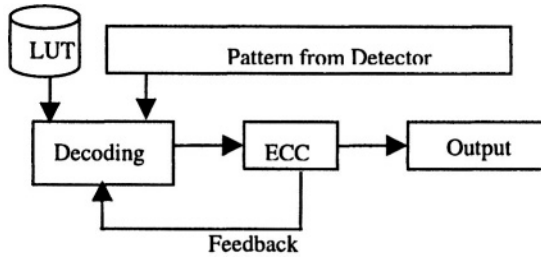 LUT
Pattern from Detector
Decoding
ECC
Output
Feedback